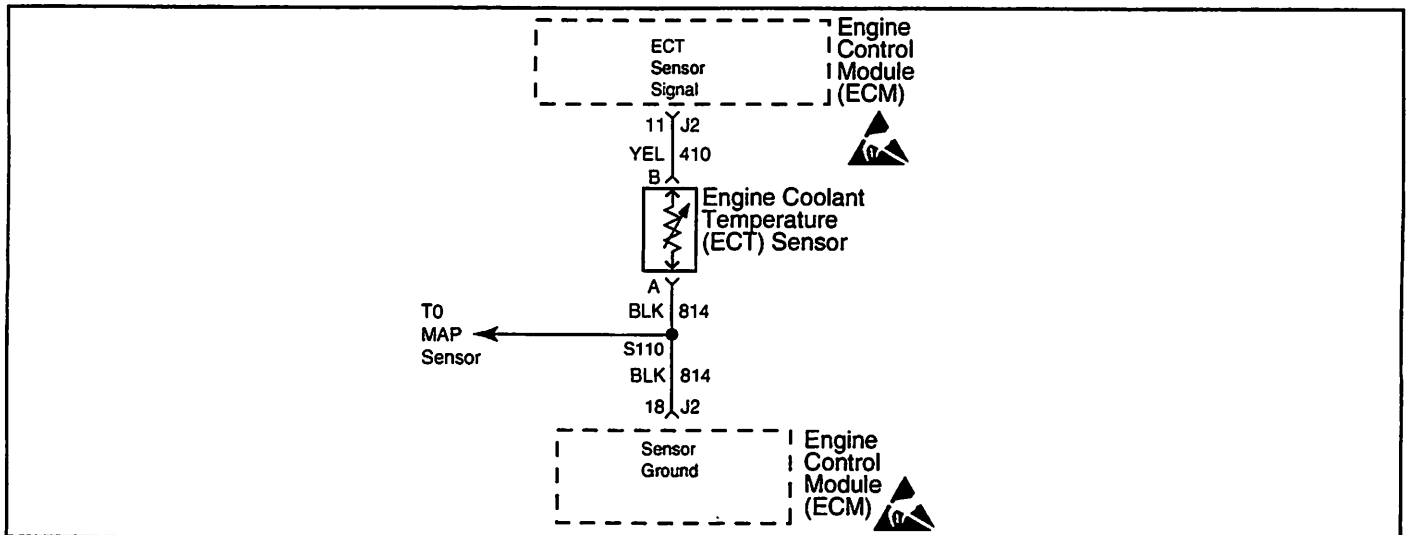 ECT
Sensor
Signal
Engine
Control
Module
(ECM)
11 J2
YEL 410
B
Engine Coolant
Temperature
(ECT) Sensor
A
BLK 814
TO
MAP
Sensor
S110
BLK 814
18 J2
Sensor
Ground
Engine
Control
Module
(ECM)